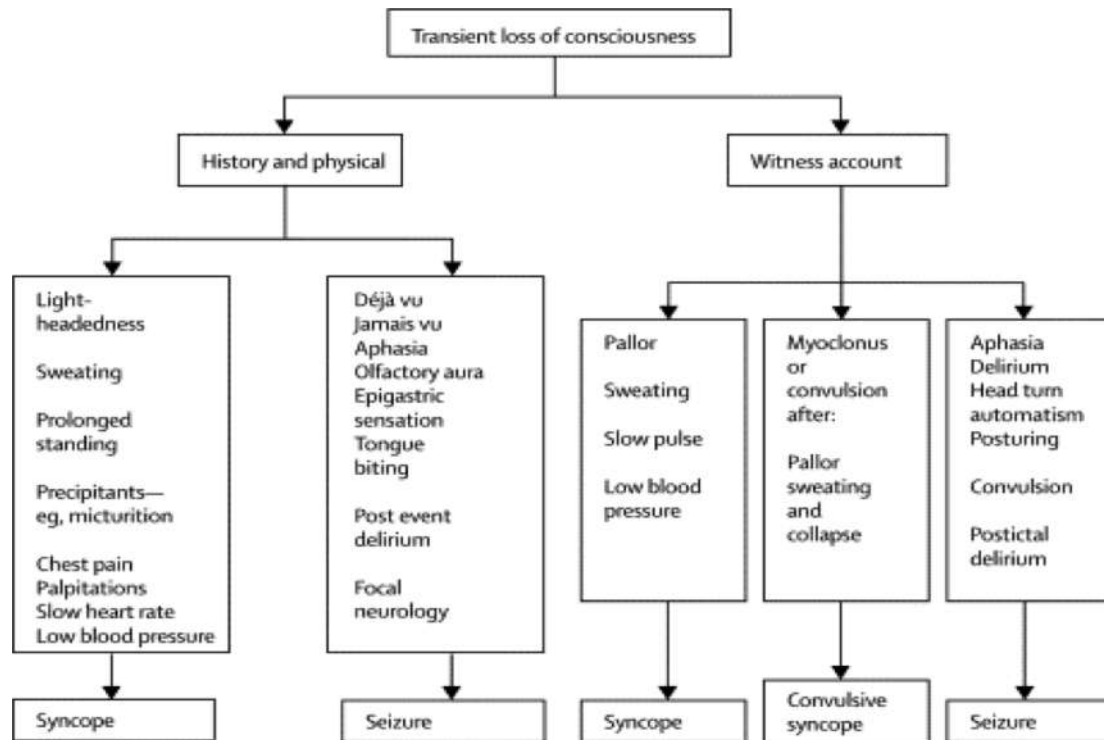 Transient loss of consciousness
History and physical
Witness account
Light-
headedness
Sweating
Prolonged
standing
Precipitants—
eg, micturition
Chest pain
Palpitations
Slow heart rate
Low blood pressure
Déjà vu
Jamais vu
Aphasia
Olfactory aura
Epigastric
sensation
Tongue
biting
Post event
delirium
Focal
neurology
Pallor
Sweating
Slow pulse
Low blood
pressure
Myoclonus
or
convulsion
after:
Pallor
sweating
and
collapse
Aphasia
Delirium
Head turn
automatism
Posturing
Convulsion
Postictal
delirium
Syncope
Seizure
Syncope
Convulsive
syncope
Seizure